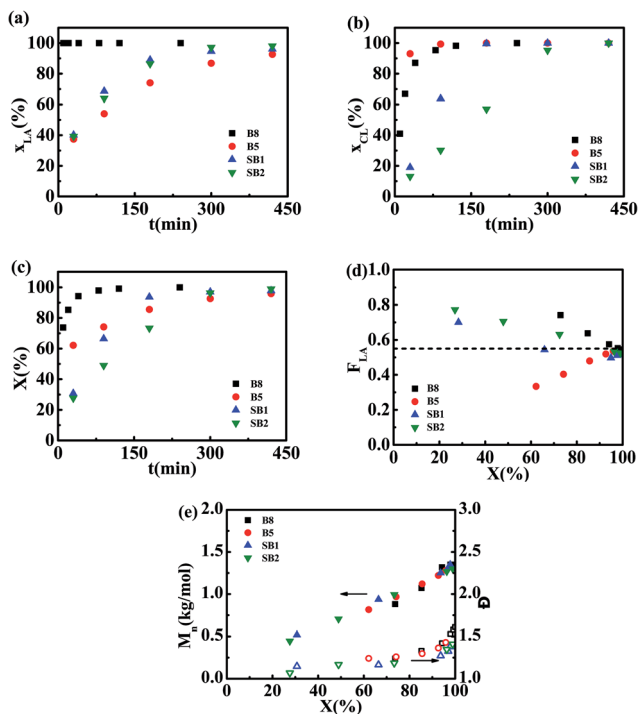 (a)
100
80
60
40
20
0
x_LA(%)
B8
B5
SB1
SB2
0 150 300 450
t(min)
(b)
100
80
60
40
20
0
x_CL(%)
B8
B5
SB1
SB2
0 150 300 450
t(min)
(c)
100
80
60
40
20
0
X(%)
B8
B5
SB1
SB2
0 150 300 450
t(min)
(d)
1.0
0.8
0.6
0.4
0.2
0.0
F_LA
B8
B5
SB1
SB2
0 20 40 60 80 100
X(%)
(e)
2.0
1.5
1.0
0.5
0.0
M_n(kg/mol)
B8
B5
SB1
SB2
3.0
2.5
2.0
1.5
1.0
Đ
0 20 40 60 80 100
X(%)